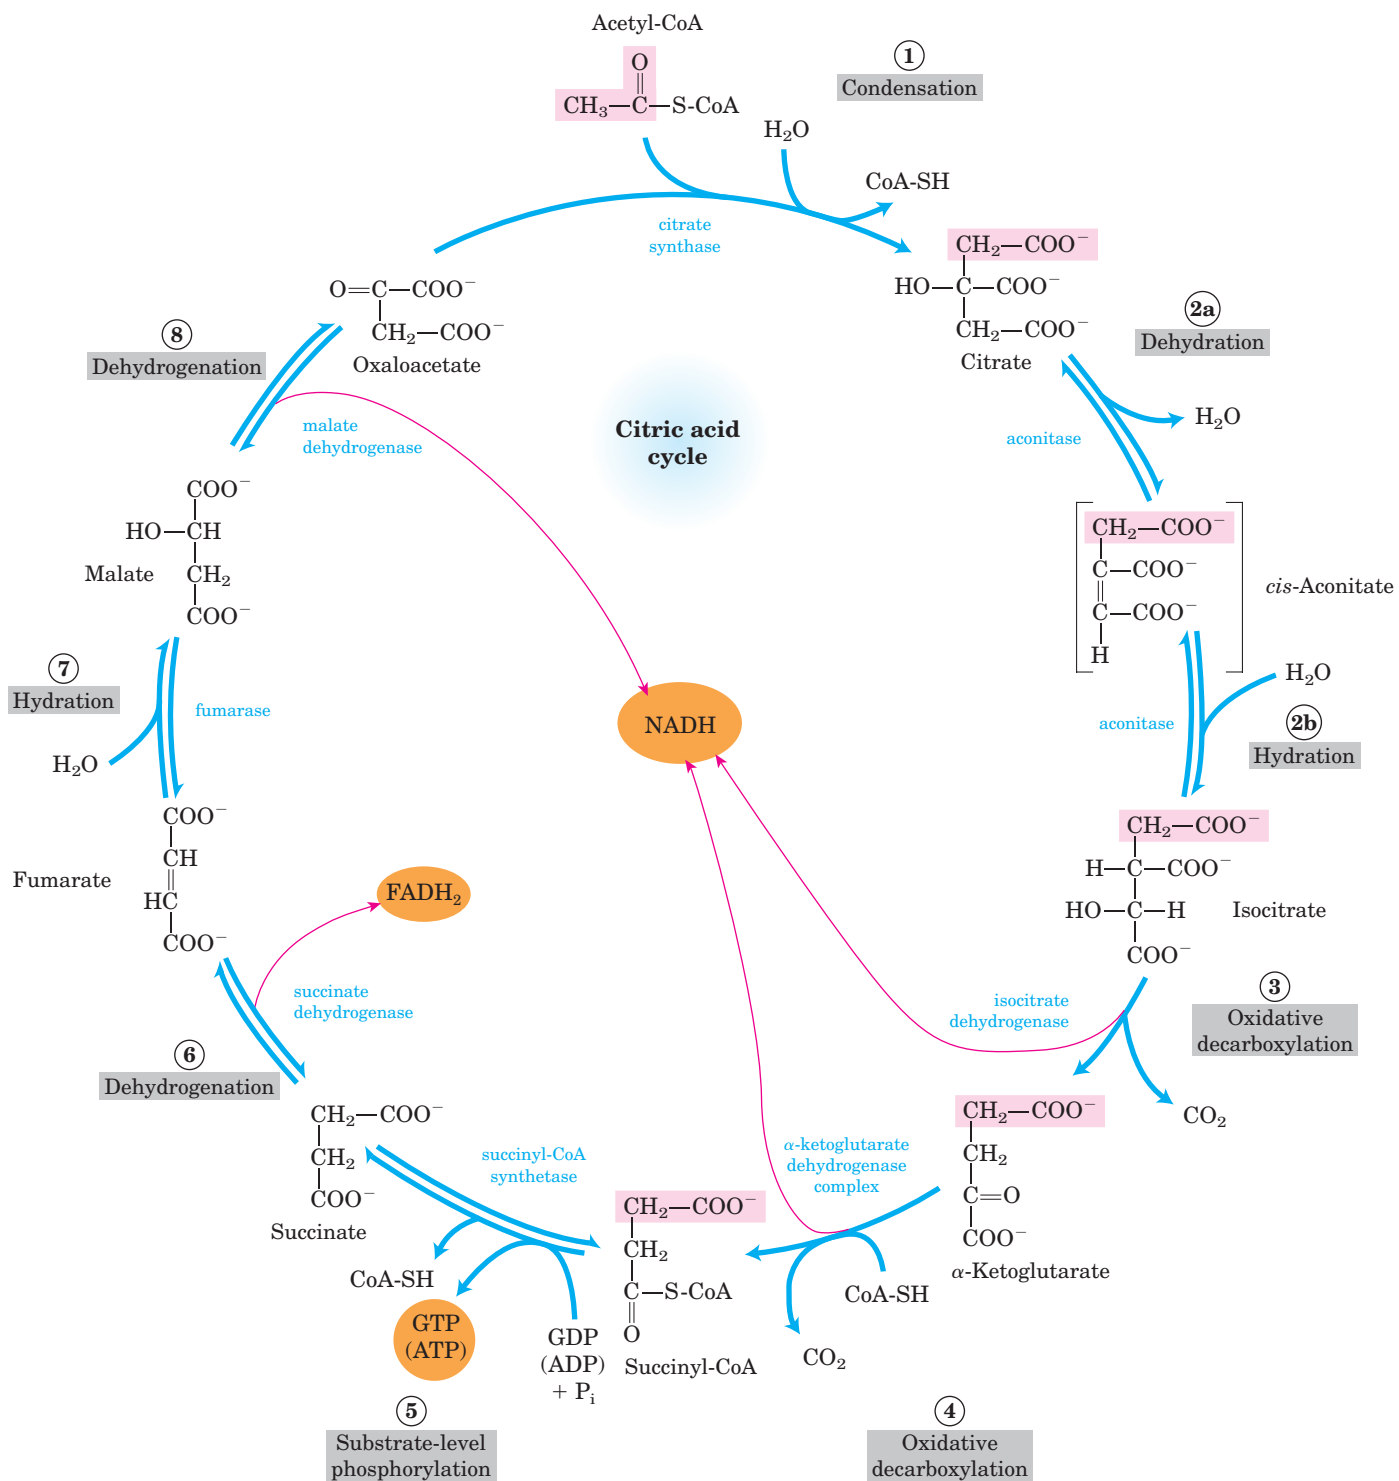 Acetyl-CoA
O
CH₃—C—S-CoA
① 
Condensation
H₂O
CoA-SH
citrate
synthase
CH₂—COO⁻
HO—C—COO⁻
CH₂—COO⁻
Citrate
2a
Dehydration
H₂O
aconitase
CH₂—COO⁻
C—COO⁻
C—COO⁻
H
cis-Aconitate
H₂O
aconitase
2b
Hydration
CH₂—COO⁻
H—C—COO⁻
HO—C—H
COO⁻
Isocitrate
3
Oxidative
decarboxylation
isocitrate
dehydrogenase
CO₂
CH₂—COO⁻
CH₂
C=O
COO⁻
α-Ketoglutarate
α-ketoglutarate
dehydrogenase
complex
CoA-SH
CO₂
4
Oxidative
decarboxylation
CH₂—COO⁻
CH₂
C—S-CoA
O
Succinyl-CoA
succinyl-CoA
synthetase
GDP
(ADP)
+ Pᵢ
GTP
(ATP)
CoA-SH
5
Substrate-level
phosphorylation
CH₂—COO⁻
CH₂
COO⁻
Succinate
6
Dehydrogenation
succinate
dehydrogenase
FADH₂
COO⁻
CH
HC
COO⁻
Fumarate
7
Hydration
H₂O
fumarase
COO⁻
HO—CH
CH₂
COO⁻
Malate
8
Dehydrogenation
malate
dehydrogenase
O=C—COO⁻
CH₂—COO⁻
Oxaloacetate
Citric acid
cycle
NADH